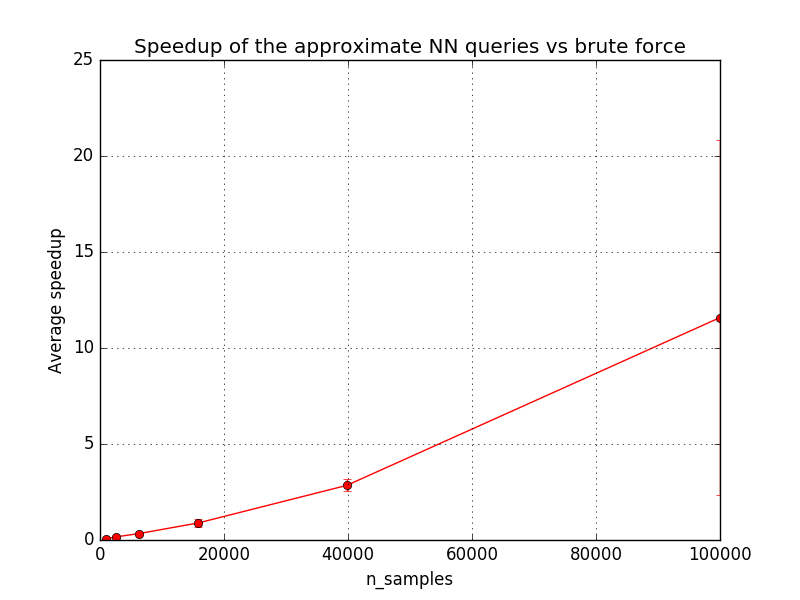 Speedup of the approximate NN queries vs brute force
25
20
15
10
5
0
Average speedup
0 20000 40000 60000 80000 100000
n_samples